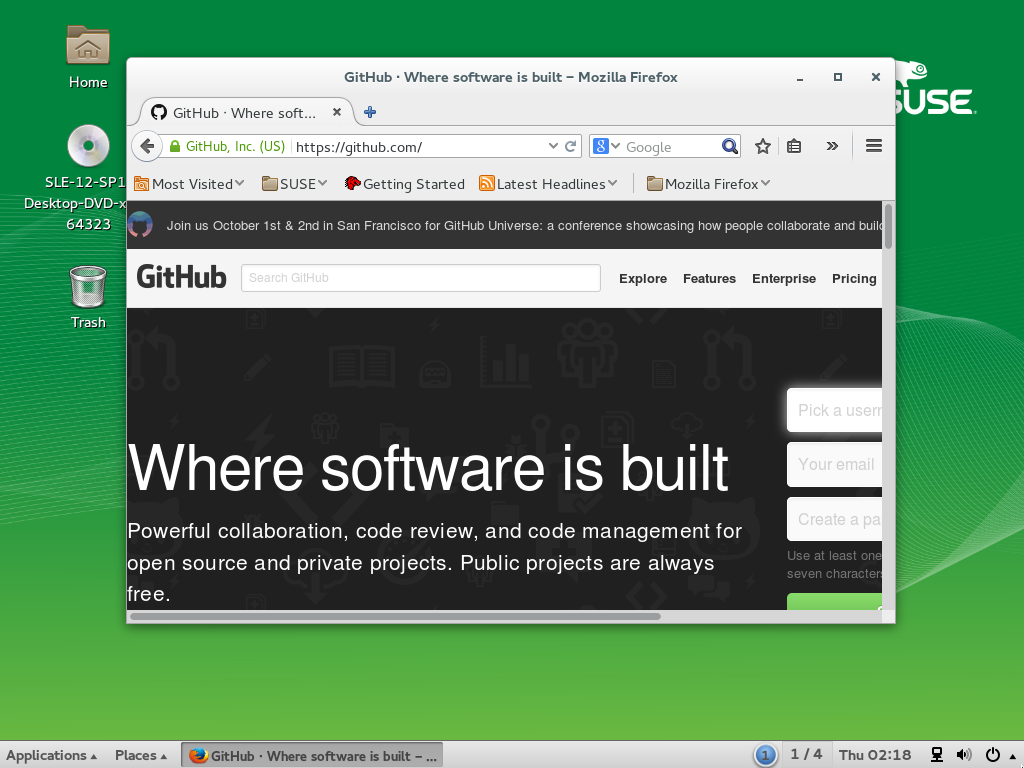 Home
SLE-12-SP1
Desktop-DVD-x
64323
Trash
SUSE
GitHub · Where software is built – Mozilla Firefox
GitHub · Where soft...
GitHub, Inc. (US) https://github.com/
Google
Most Visited SUSE Getting Started Latest Headlines Mozilla Firefox
Join us October 1st & 2nd in San Francisco for GitHub Universe: a conference showcasing how people collaborate and build
GitHub Search GitHub Explore Features Enterprise Pricing
Where software is built
Powerful collaboration, code review, and code management for
open source and private projects. Public projects are always
free.
Pick a usern
Your email
Create a pa
Use at least one
seven characters
Applications Places GitHub · Where software is built – ... 1 1 / 4 Thu 02:18